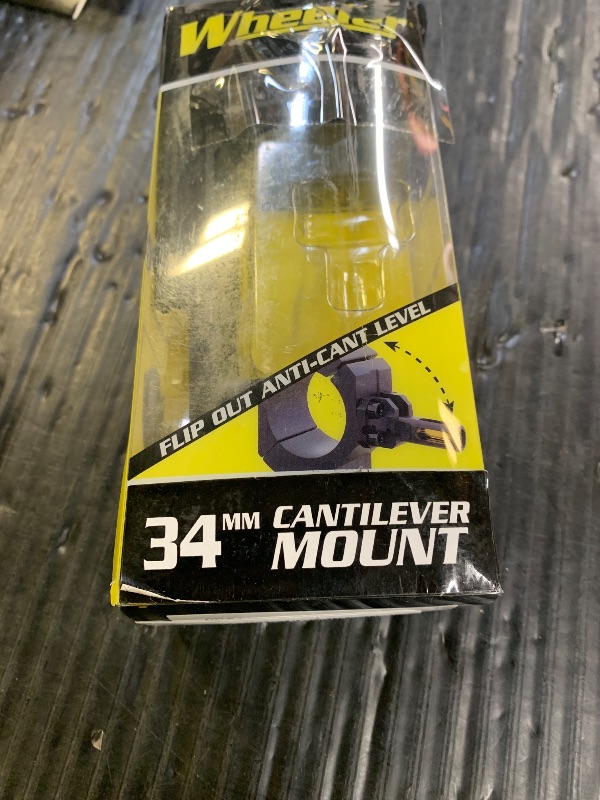 Wheeler
FLIP OUT ANTI-CANT LEVEL
34MM CANTILEVER
MOUNT